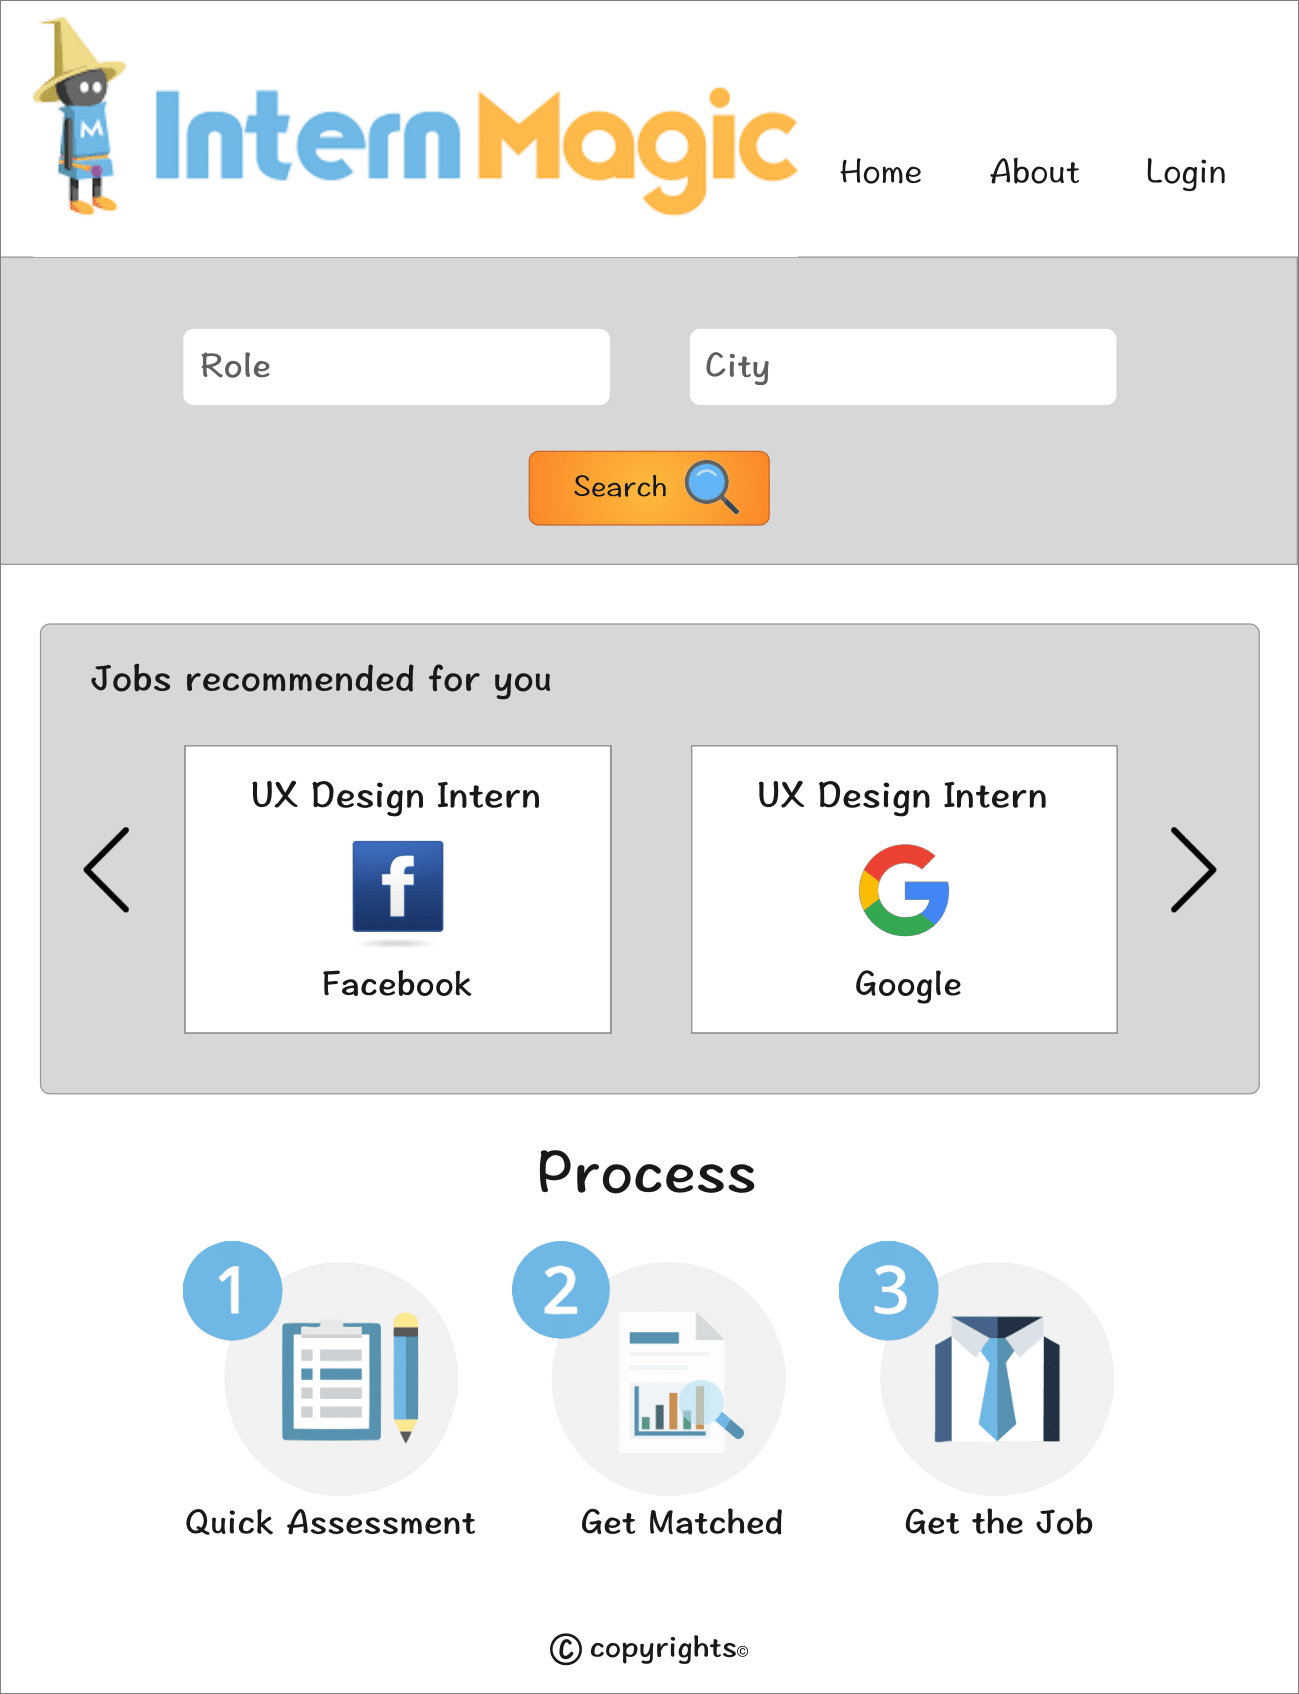 M
InternMagic
Home About Login
Role City
Search
Jobs recommended for you
UX Design Intern UX Design Intern
f G
Facebook Google
Process
1 2 3
Quick Assessment Get Matched Get the Job
© copyrights©